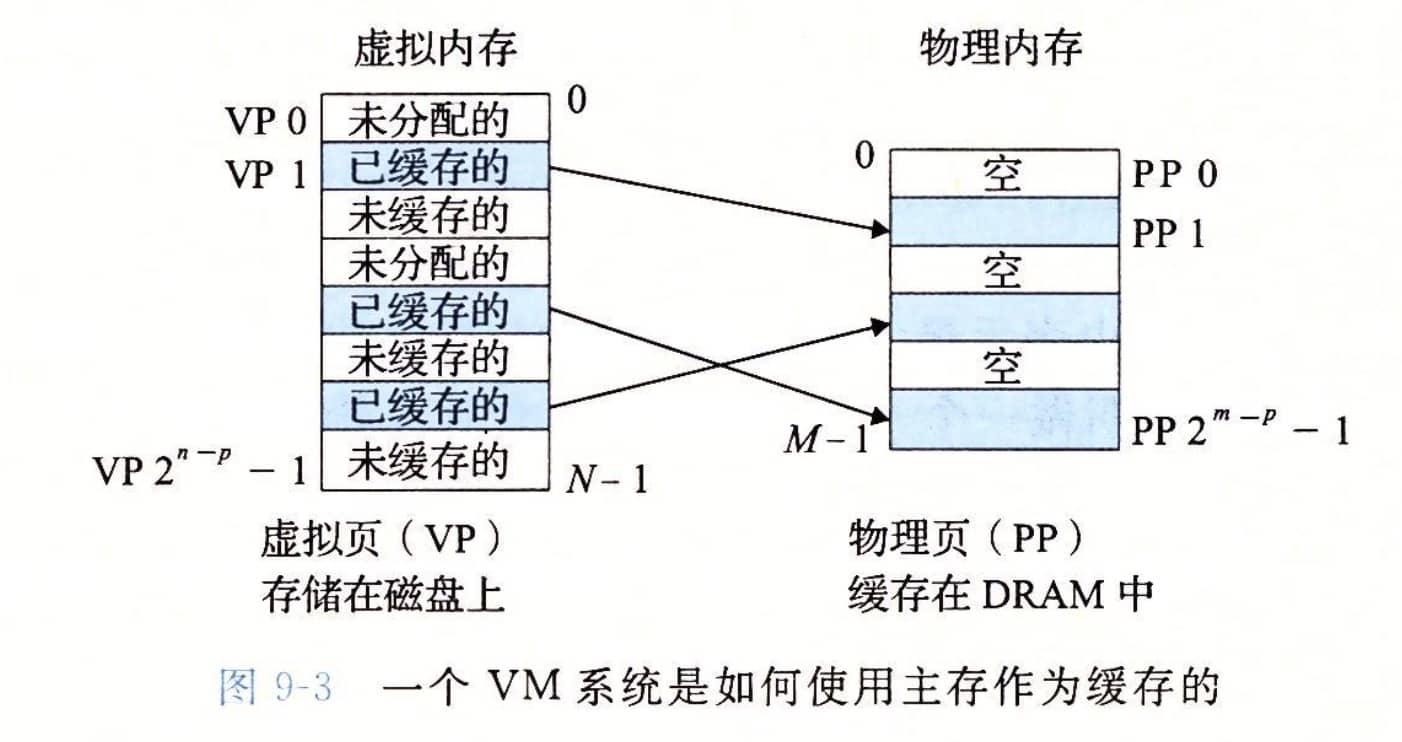 虚拟内存
物理内存
VP 0
未分配的
0
VP 1
已缓存的
未缓存的
未分配的
已缓存的
未缓存的
已缓存的
VP 2ⁿ⁻ᵖ − 1
未缓存的
N−1
0
空
PP 0
PP 1
空
空
M−1
PP 2ᵐ⁻ᵖ − 1
虚拟页（VP）
存储在磁盘上
物理页（PP）
缓存在 DRAM 中
图 9-3 一个 VM 系统是如何使用主存作为缓存的